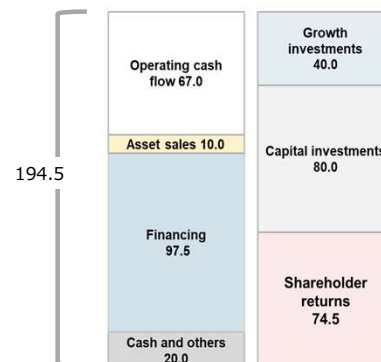 194.5
Operating cash
flow 67.0
Asset sales 10.0
Financing
97.5
Cash and others
20.0
Growth
investments
40.0
Capital investments
80.0
Shareholder
returns
74.5